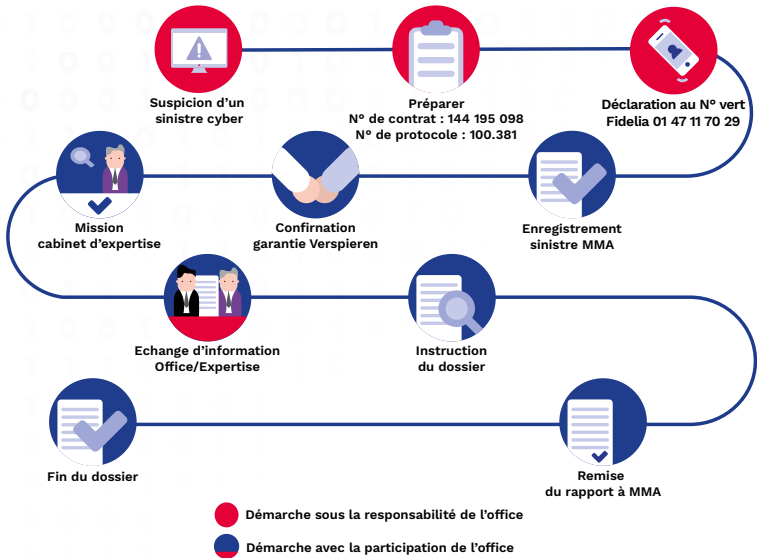 Suspicion d'un
sinistre cyber
Préparer
N° de contrat : 144 195 098
N° de protocole : 100.381
Déclaration au N° vert
Fidelia 01 47 11 70 29
Enregistrement
sinistre MMA
Confirnation
garantie Verspieren
Mission
cabinet d'expertise
Echange d'information
Office/Expertise
Instruction
du dossier
Remise
du rapport à MMA
Fin du dossier
Démarche sous la responsabilité de l'office
Démarche avec la participation de l'office